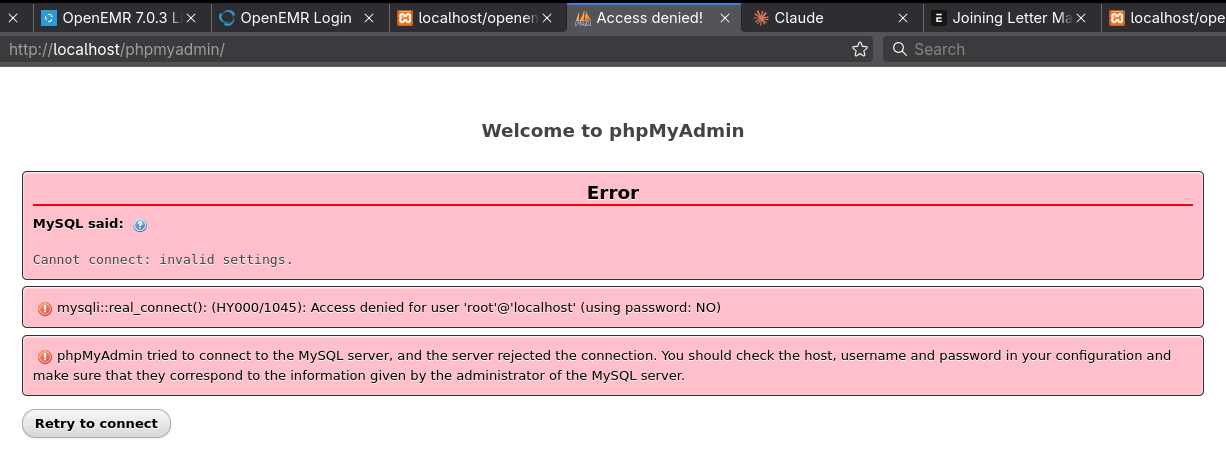 OpenEMR 7.0.3 Li
OpenEMR Login
localhost/openem
Access denied!
Claude
Joining Letter Ma
localhost/ope
http://localhost/phpmyadmin/
Search
Welcome to phpMyAdmin
Error
MySQL said:
Cannot connect: invalid settings.
mysqli::real_connect(): (HY000/1045): Access denied for user 'root'@'localhost' (using password: NO)
phpMyAdmin tried to connect to the MySQL server, and the server rejected the connection. You should check the host, username and password in your configuration and
make sure that they correspond to the information given by the administrator of the MySQL server.
Retry to connect